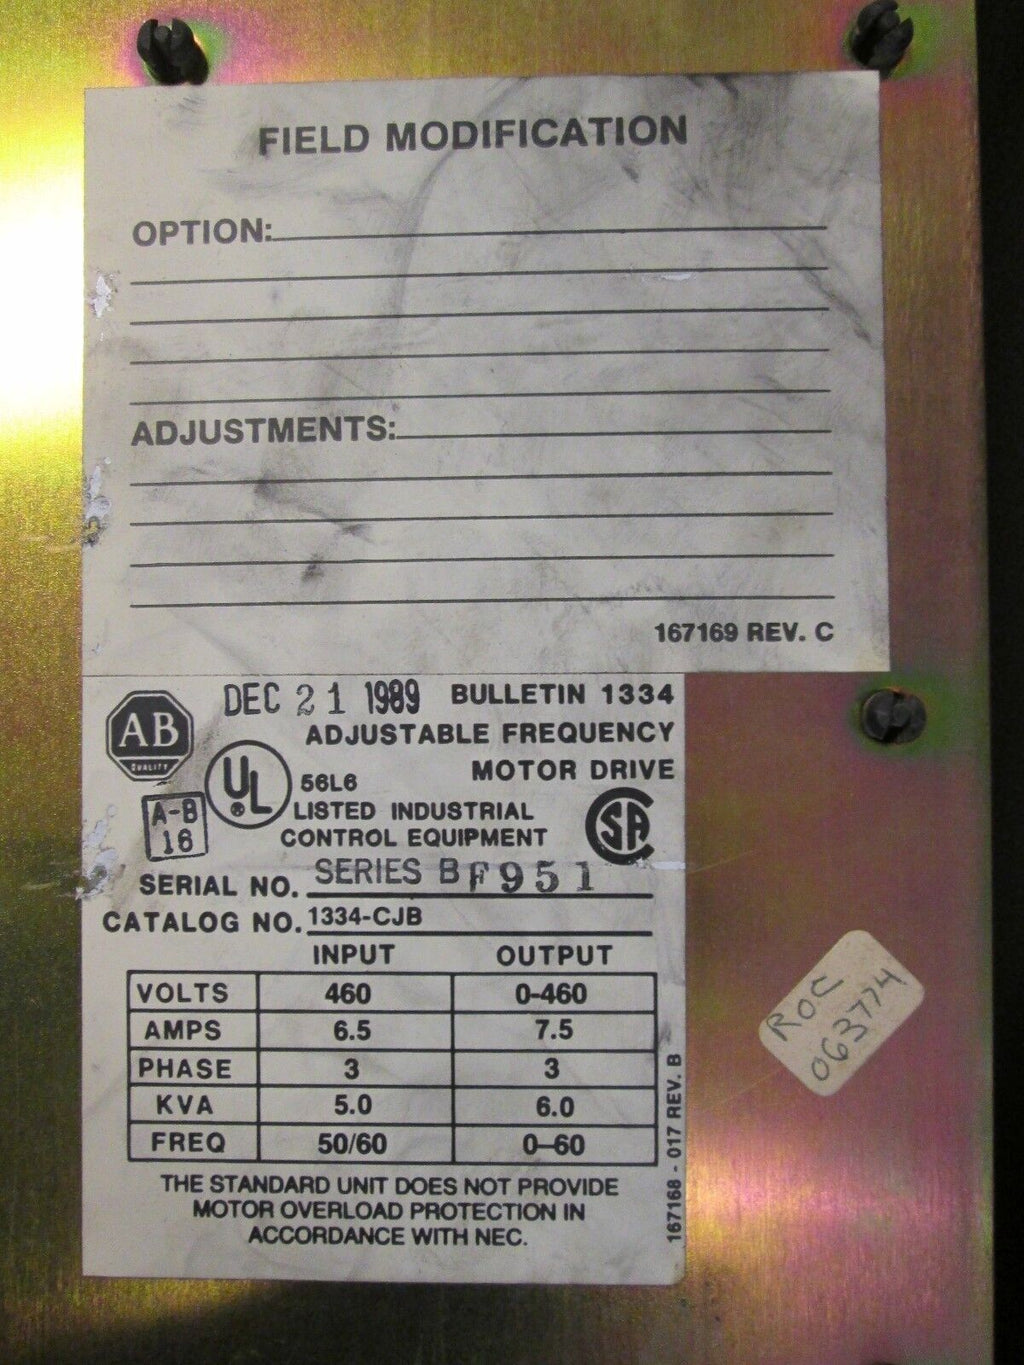 FIELD MODIFICATION
OPTION:
ADJUSTMENTS:
167169 REV. C
DEC 21 1989 BULLETIN 1334
AB
QUALITY
ADJUSTABLE FREQUENCY
MOTOR DRIVE
UL
®
56L6
LISTED INDUSTRIAL
CONTROL EQUIPMENT
A-B
16
SA
SERIAL NO. SERIES B F951
CATALOG NO. 1334-CJB
INPUT OUTPUT
VOLTS 460 0-460
AMPS 6.5 7.5
PHASE 3 3
KVA 5.0 6.0
FREQ 50/60 0-60
THE STANDARD UNIT DOES NOT PROVIDE
MOTOR OVERLOAD PROTECTION IN
ACCORDANCE WITH NEC.
167168 - 017 REV. B
ROC
063774